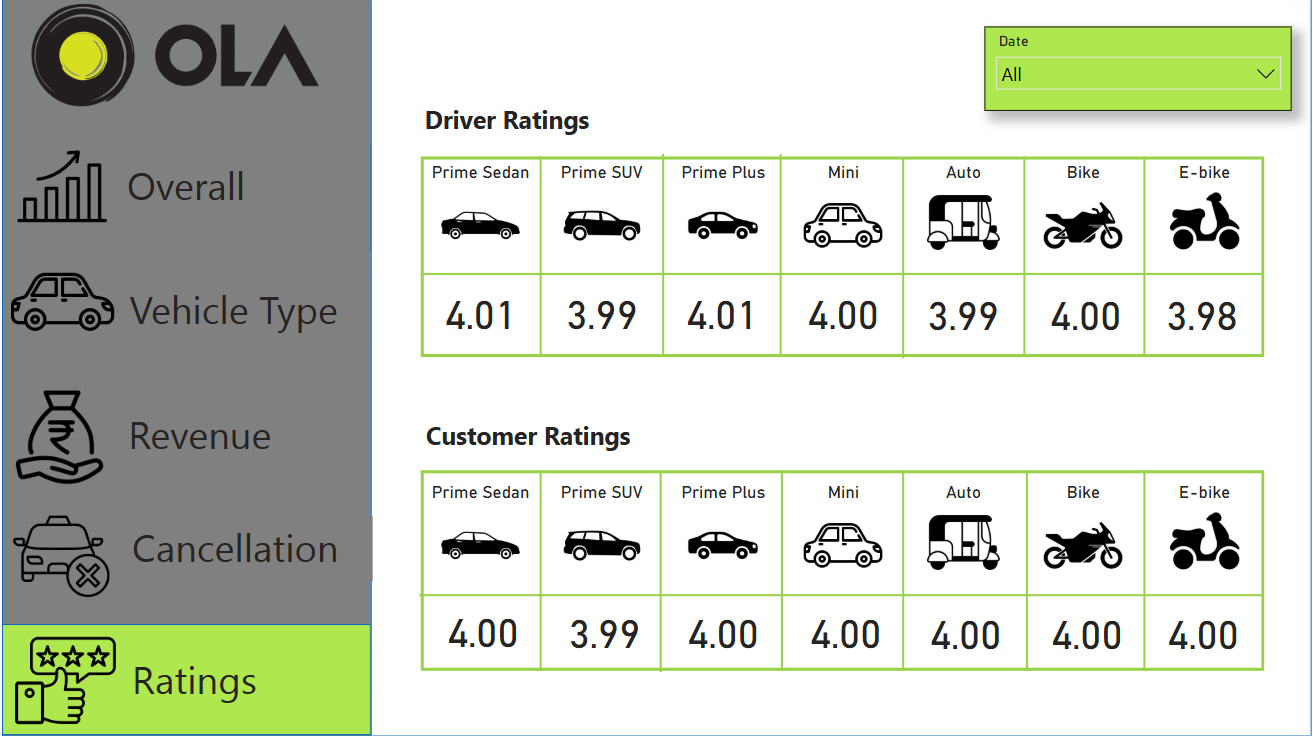 OLA
Overall
Vehicle Type
Revenue
Cancellation
Ratings
Date
All
Driver Ratings
Prime Sedan Prime SUV Prime Plus Mini Auto Bike E-bike
4.01 3.99 4.01 4.00 3.99 4.00 3.98
Customer Ratings
Prime Sedan Prime SUV Prime Plus Mini Auto Bike E-bike
4.00 3.99 4.00 4.00 4.00 4.00 4.00